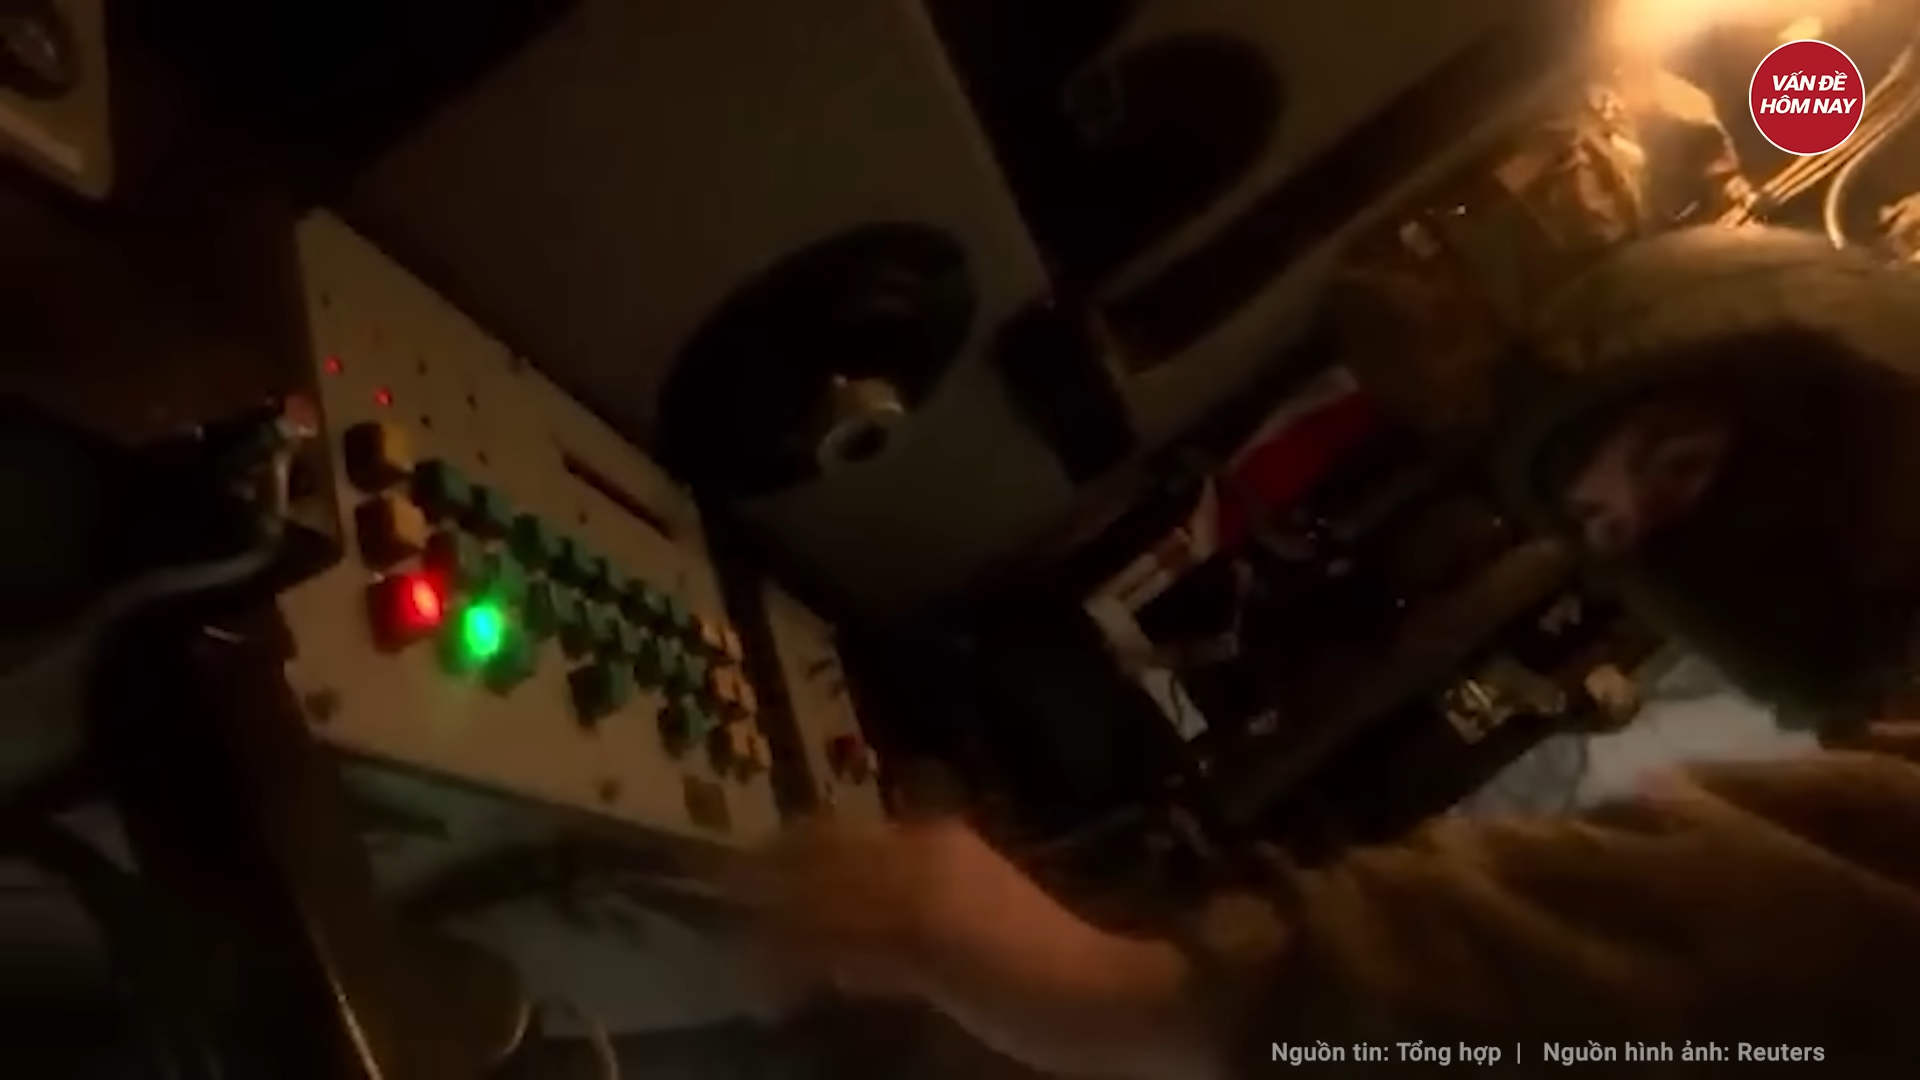 VẤN ĐỀ
HÔM NAY
Nguồn tin: Tổng hợp | Nguồn hình ảnh: Reuters